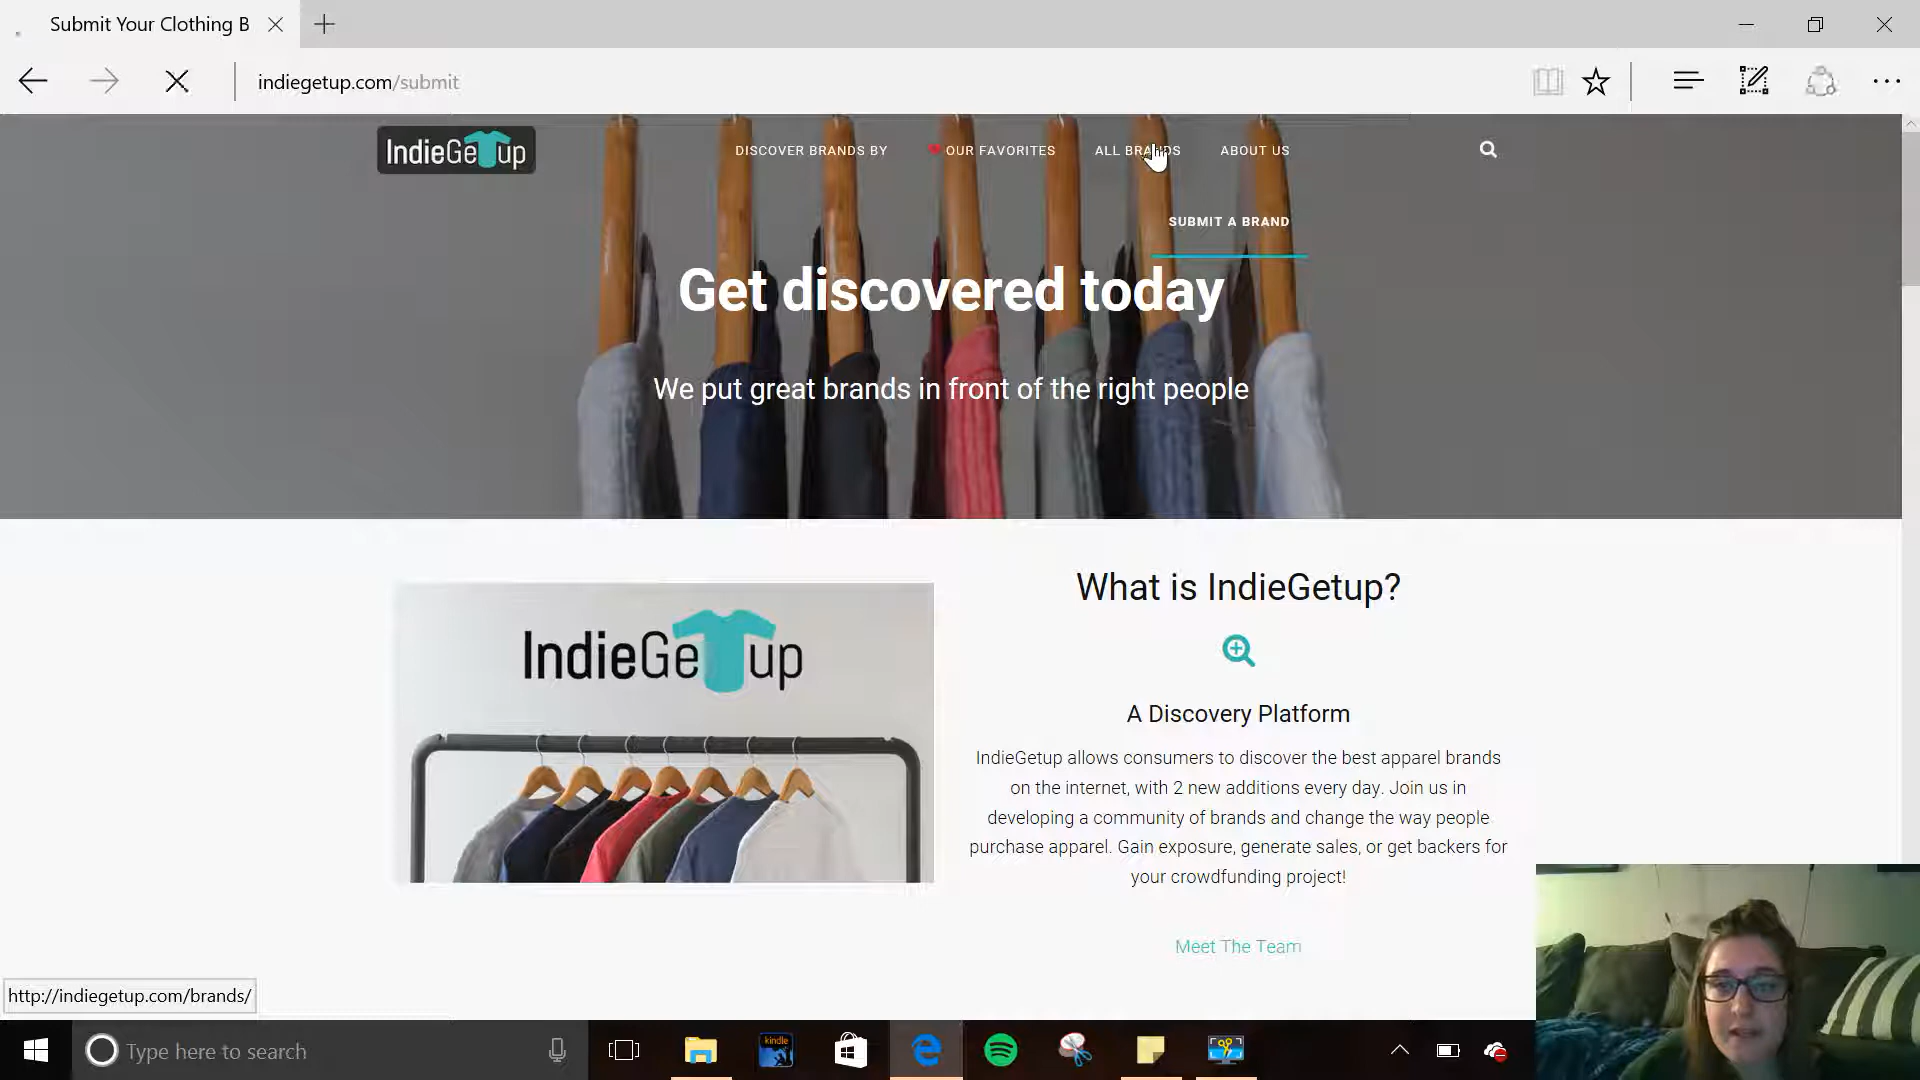 Submit Your Clothing B
indiegetup.com/submit
IndieGetup
DISCOVER BRANDS BY
OUR FAVORITES
ALL BRANDS
ABOUT US
SUBMIT A BRAND
Get discovered today
We put great brands in front of the right people
IndieGetup
What is IndieGetup?
A Discovery Platform
IndieGetup allows consumers to discover the best apparel brands
on the internet, with 2 new additions every day. Join us in
developing a community of brands and change the way people
purchase apparel. Gain exposure, generate sales, or get backers for
your crowdfunding project!
Meet The Team
http://indiegetup.com/brands/
Type here to search
kindle